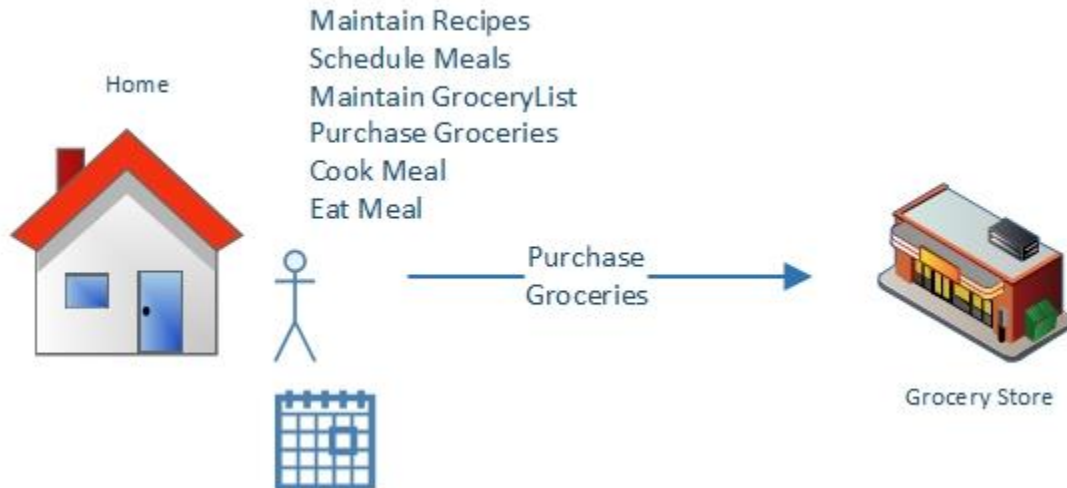 Maintain Recipes
Schedule Meals
Maintain GroceryList
Purchase Groceries
Cook Meal
Eat Meal
Home
Purchase
Groceries
Grocery Store